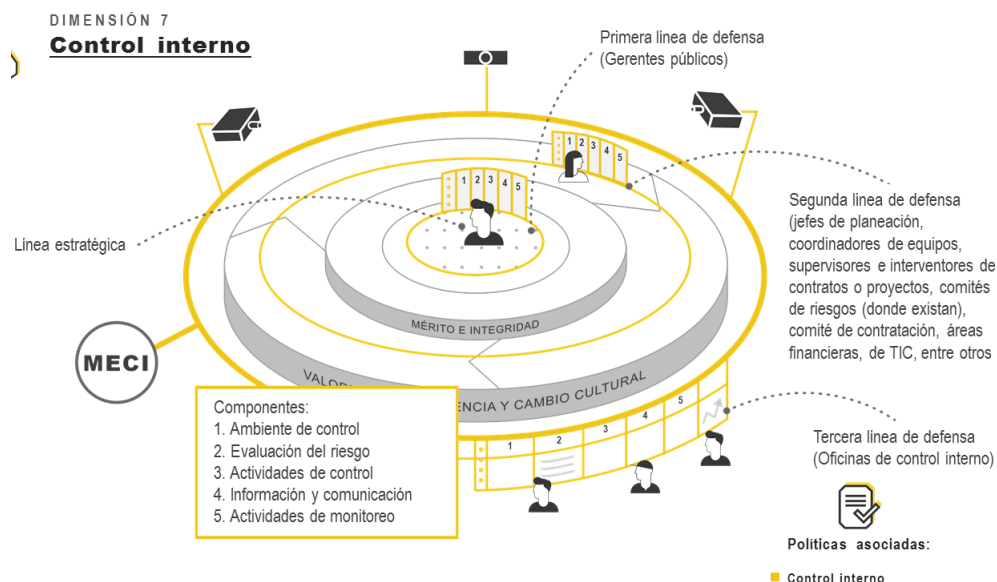 DIMENSIÓN 7
Control interno
Primera linea de defensa
(Gerentes públicos)
1 2 3 4 5
1 2 3 4 5
Linea estratégica
Segunda linea de defensa
(jefes de planeación,
coordinadores de equipos,
supervisores e interventores de
contratos o proyectos, comités
de riesgos (donde existan),
comité de contratación, áreas
financieras, de TIC, entre otros
MÉRITO E INTEGRIDAD
MECI
ENCIA Y CAMBIO CULTURAL
Componentes:
1. Ambiente de control
2. Evaluación del riesgo
3. Actividades de control
4. Información y comunicación
5. Actividades de monitoreo
1 2 3 4 5
Tercera linea de defensa
(Oficinas de control interno)
Políticas asociadas:
Control interno